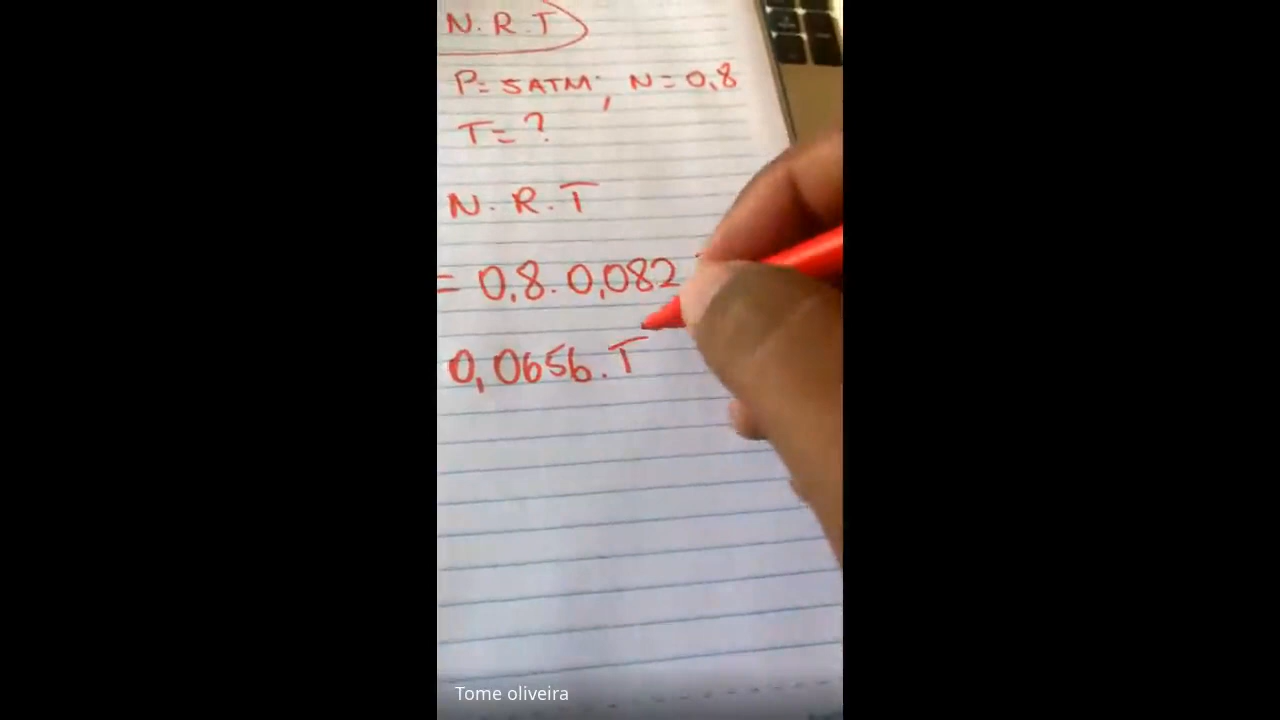 N.R.T
P= 5ATM, N=0,8
T=?
N.R.T
= 0,8.0,082
0,0656.T
Tome oliveira